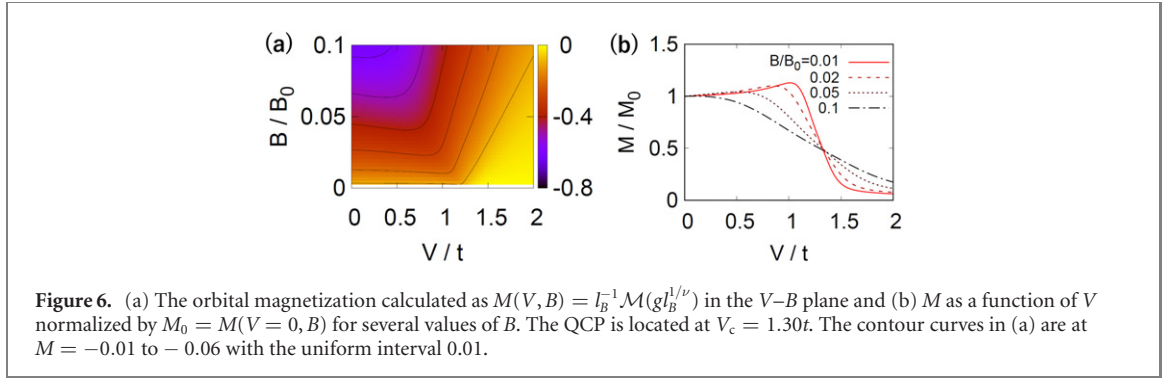 (a)
0.1
0.05
0
B / B₀
0 0.5 1 1.5 2
V / t
0
-0.4
-0.8
(b)
1.5
1
0.5
0
M / M₀
B/B₀=0.01
0.02
0.05
0.1
0 0.5 1 1.5 2
V / t
Figure 6. (a) The orbital magnetization calculated as M(V, B) = l_B^{-1}ℳ(gl_B^{1/ν}) in the V–B plane and (b) M as a function of V
normalized by M₀ = M(V = 0, B) for several values of B. The QCP is located at V_c = 1.30t. The contour curves in (a) are at
M = −0.01 to − 0.06 with the uniform interval 0.01.